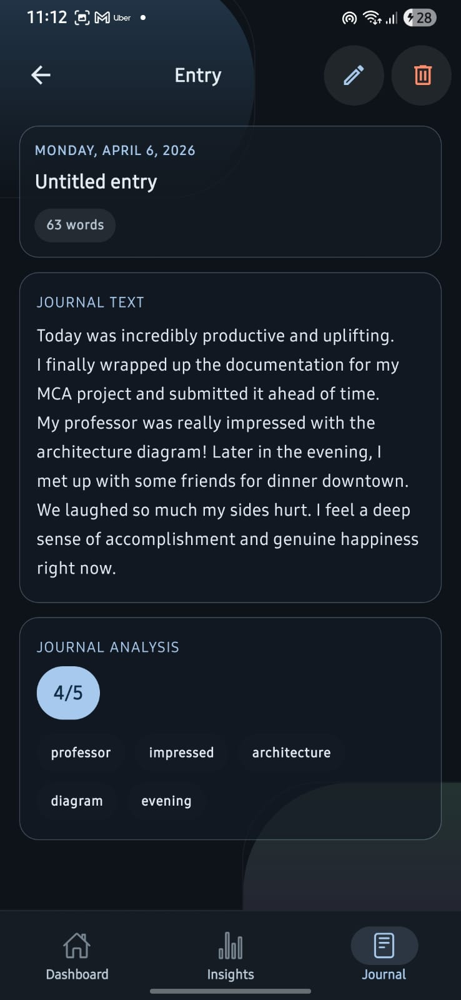 11:12 Uber 28
Entry
MONDAY, APRIL 6, 2026
Untitled entry
63 words
JOURNAL TEXT
Today was incredibly productive and uplifting.
I finally wrapped up the documentation for my
MCA project and submitted it ahead of time.
My professor was really impressed with the
architecture diagram! Later in the evening, I
met up with some friends for dinner downtown.
We laughed so much my sides hurt. I feel a deep
sense of accomplishment and genuine happiness
right now.
JOURNAL ANALYSIS
4/5
professor impressed architecture
diagram evening
Dashboard Insights Journal